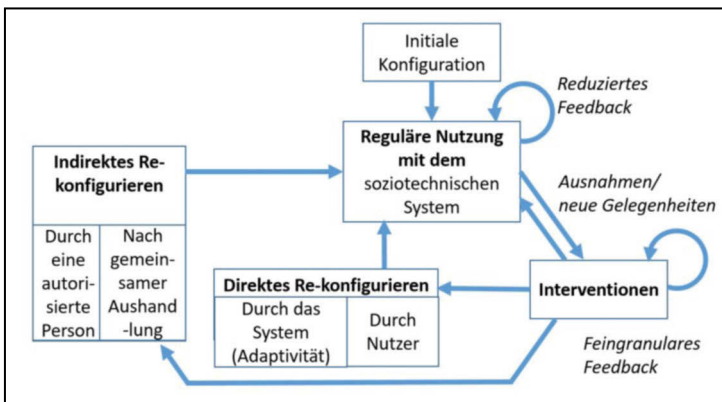 Initiale
Konfiguration
Reduziertes
Feedback
Reguläre Nutzung
mit dem
soziotechnischen
System
Indirektes Re-
konfigurieren
Durch
eine
autori-
sierte
Person
Nach
gemein-
samer
Aushand
-lung
Ausnahmen/
neue Gelegenheiten
Direktes Re-konfigurieren
Durch das
System
(Adaptivität)
Durch
Nutzer
Interventionen
Feingranulares
Feedback